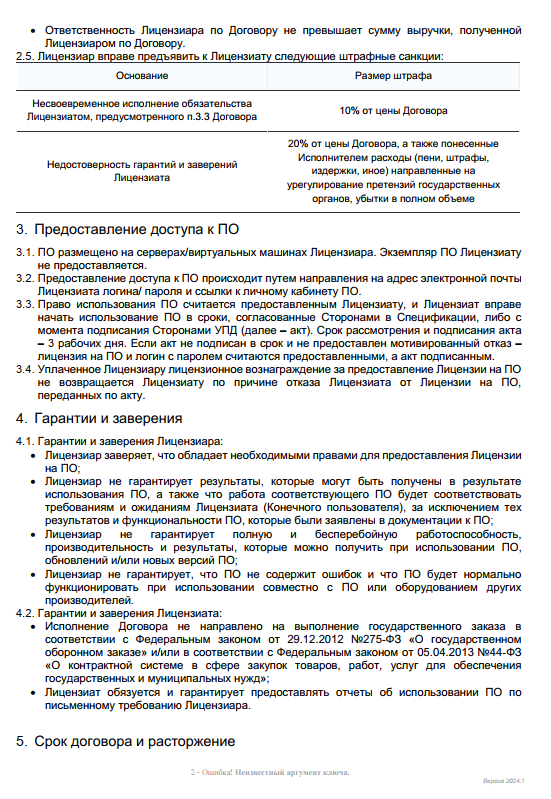 • Ответственность Лицензиара по Договору не превышает сумму выручки, полученной
Лицензиаром по Договору.
2.5. Лицензиар вправе предъявить к Лицензиату следующие штрафные санкции:
Основание
Размер штрафа
Несвоевременное исполнение обязательства
Лицензиатом, предусмотренного п.3.3 Договора
10% от цены Договора
Недостоверность гарантий и заверений
Лицензиата
20% от цены Договора, а также понесенные
Исполнителем расходы (пени, штрафы,
издержки, иное) направленные на
урегулирование претензий государственных
органов, убытки в полном объеме
3. Предоставление доступа к ПО
3.1. ПО размещено на серверах/виртуальных машинах Лицензиара. Экземпляр ПО Лицензиату
не предоставляется.
3.2. Предоставление доступа к ПО происходит путем направления на адрес электронной почты
Лицензиата логина/ пароля и ссылки к личному кабинету ПО.
3.3. Право использования ПО считается предоставленным Лицензиату, и Лицензиат вправе
начать использование ПО в сроки, согласованные Сторонами в Спецификации, либо с
момента подписания Сторонами УПД (далее – акт). Срок рассмотрения и подписания акта
– 3 рабочих дня. Если акт не подписан в срок и не предоставлен мотивированный отказ –
лицензия на ПО и логин с паролем считаются предоставленными, а акт подписанным.
3.4. Уплаченное Лицензиару лицензионное вознаграждение за предоставление Лицензии на ПО
не возвращается Лицензиату по причине отказа Лицензиата от Лицензии на ПО,
переданных по акту.
4. Гарантии и заверения
4.1. Гарантии и заверения Лицензиара:
• Лицензиар заверяет, что обладает необходимыми правами для предоставления Лицензии
на ПО;
• Лицензиар не гарантирует результаты, которые могут быть получены в результате
использования ПО, а также что работа соответствующего ПО будет соответствовать
требованиям и ожиданиям Лицензиата (Конечного пользователя), за исключением тех
результатов и функциональности ПО, которые были заявлены в документации к ПО;
• Лицензиар не гарантирует полную и бесперебойную работоспособность,
производительность и результаты, которые можно получить при использовании ПО,
обновлений и/или новых версий ПО;
• Лицензиар не гарантирует, что ПО не содержит ошибок и что ПО будет нормально
функционировать при использовании совместно с ПО или оборудованием других
производителей.
4.2. Гарантии и заверения Лицензиата:
• Исполнение Договора не направлено на выполнение государственного заказа в
соответствии с Федеральным законом от 29.12.2012 №275-ФЗ «О государственном
оборонном заказе» и/или в соответствии с Федеральным законом от 05.04.2013 №44-ФЗ
«О контрактной системе в сфере закупок товаров, работ, услуг для обеспечения
государственных и муниципальных нужд»;
• Лицензиат обязуется и гарантирует предоставлять отчеты об использовании ПО по
письменному требованию Лицензиара.
5. Срок договора и расторжение
2 - Ошибка! Неизвестный аргумент ключа.
Версия 2024.1